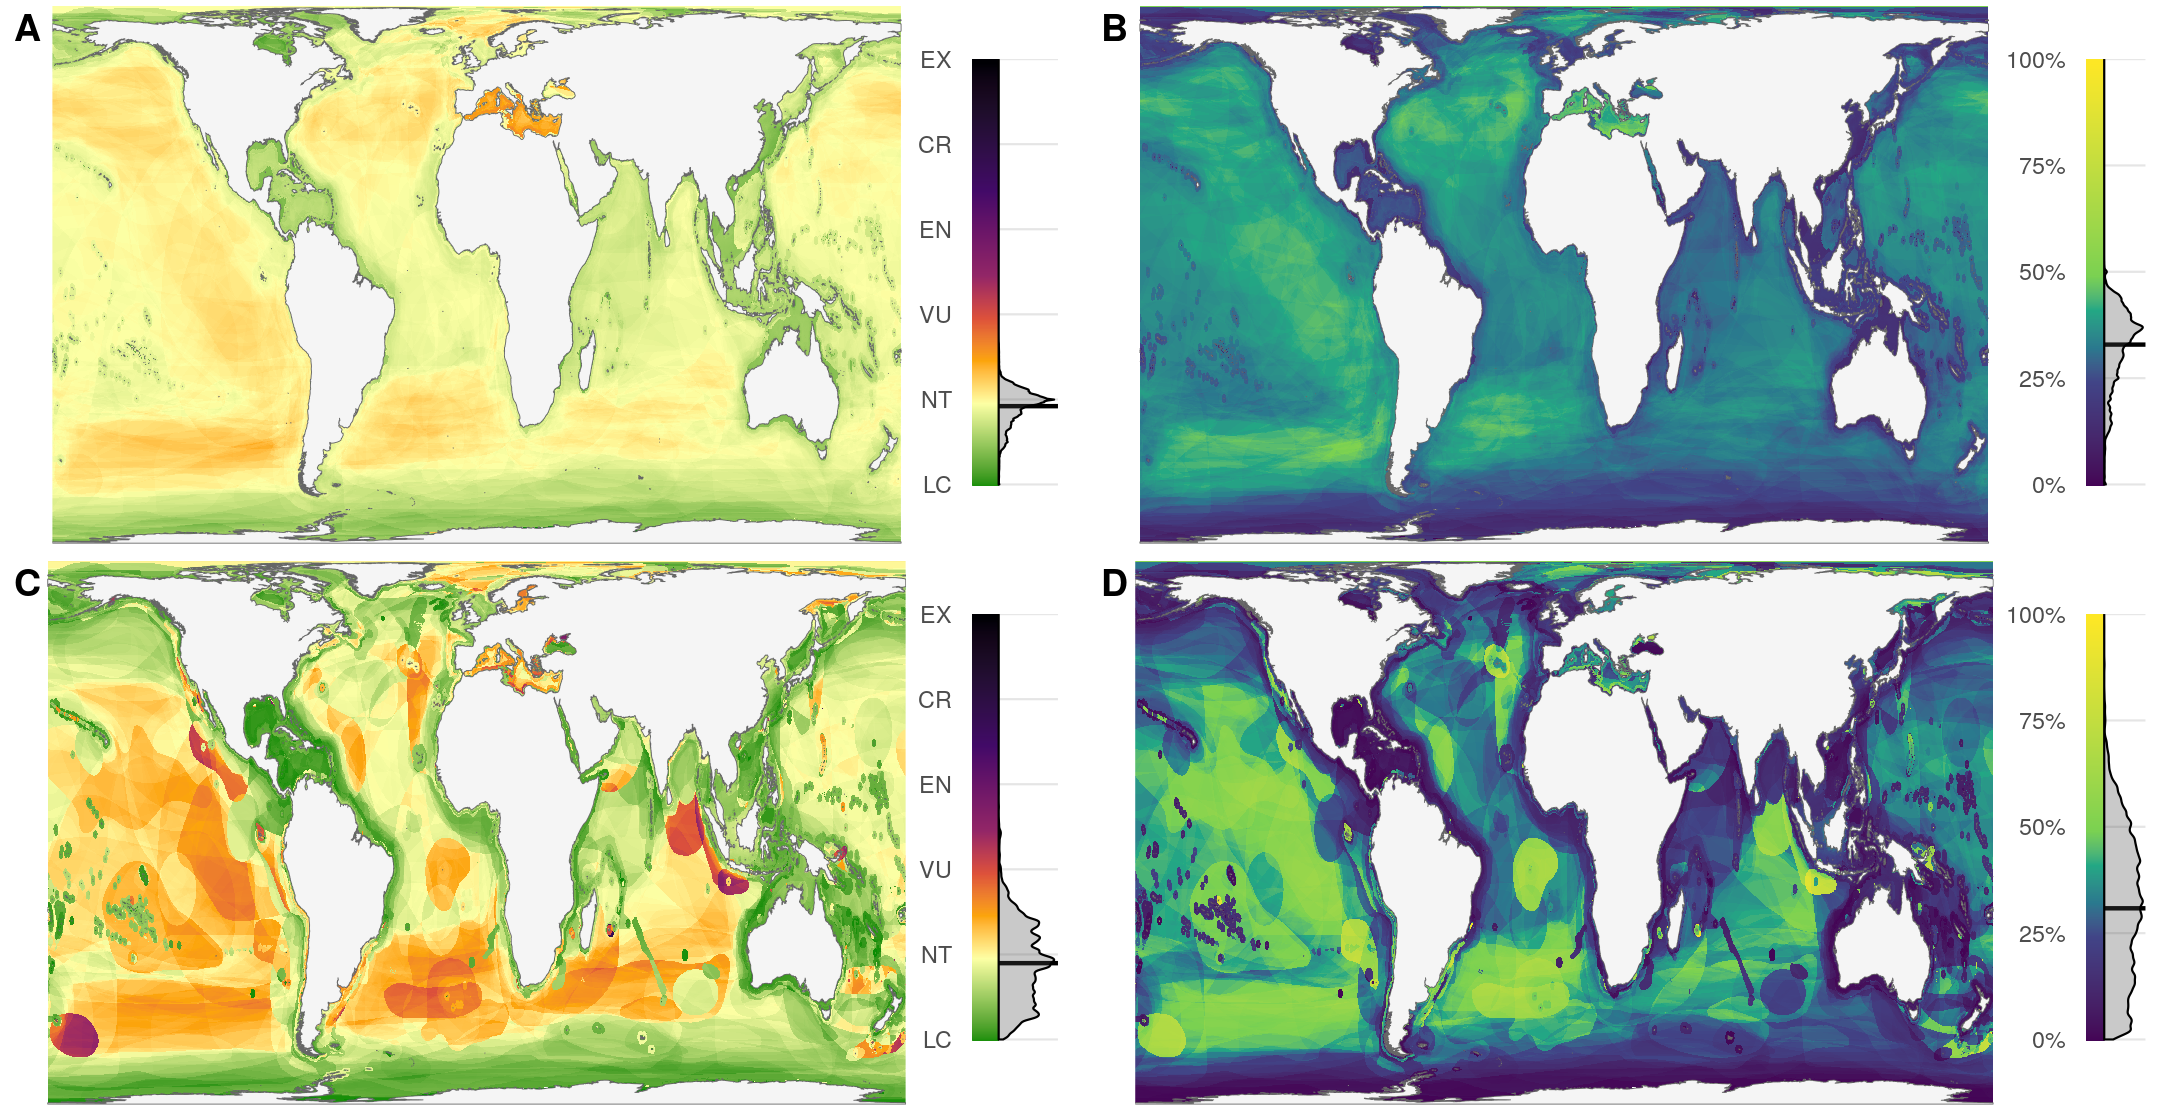 A
EX
CR
EN
VU
NT
LC
B
100%
75%
50%
25%
0%
C
EX
CR
EN
VU
NT
LC
D
100%
75%
50%
25%
0%